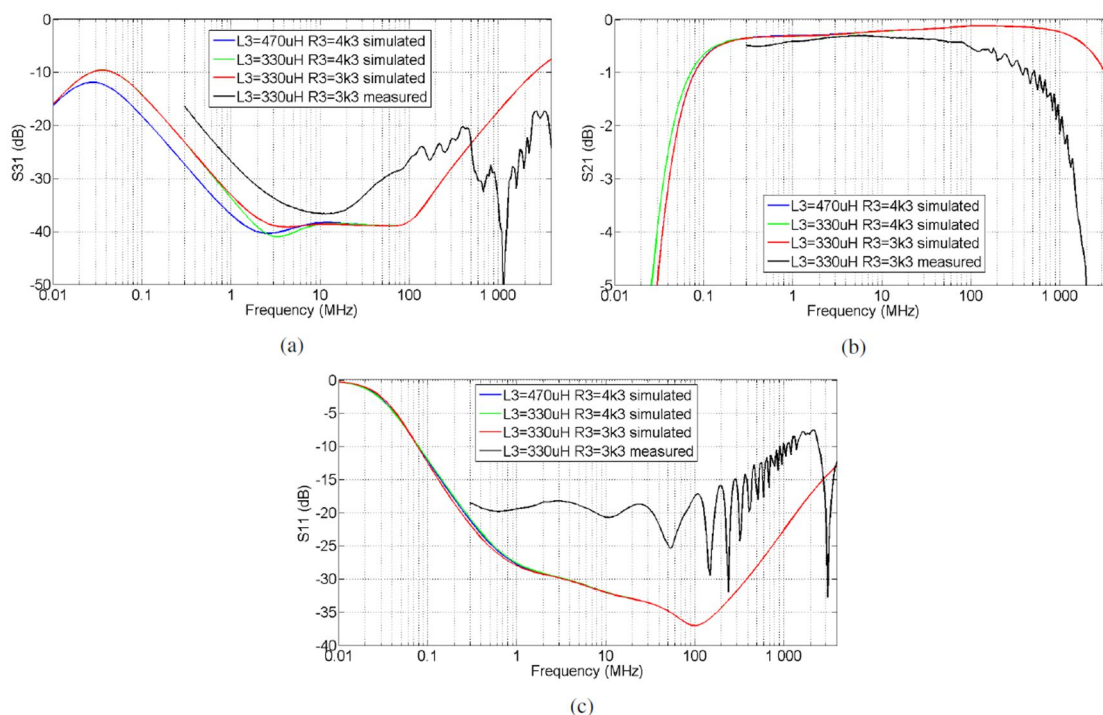 0
-10
-20
-30
-40
-50
S31 (dB)
L3=470uH R3=4k3 simulated
L3=330uH R3=4k3 simulated
L3=330uH R3=3k3 simulated
L3=330uH R3=3k3 measured
0.01 0.1 1 10 100 1 000
Frequency (MHz)
(a)
0
-1
-2
-3
-4
-5
S21 (dB)
L3=470uH R3=4k3 simulated
L3=330uH R3=4k3 simulated
L3=330uH R3=3k3 simulated
L3=330uH R3=3k3 measured
0.01 0.1 1 10 100 1 000
Frequency (MHz)
(b)
0
-5
-10
-15
-20
-25
-30
-35
-40
S11 (dB)
L3=470uH R3=4k3 simulated
L3=330uH R3=4k3 simulated
L3=330uH R3=3k3 simulated
L3=330uH R3=3k3 measured
0.01 0.1 1 10 100 1 000
Frequency (MHz)
(c)